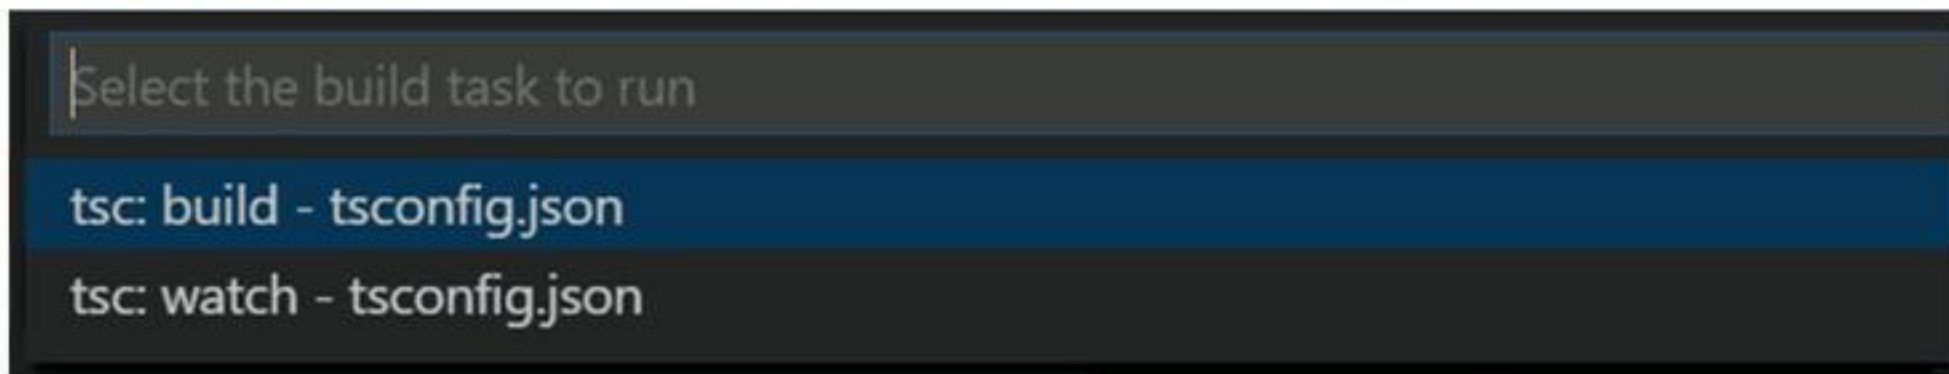 Select the build task to run
tsc: build - tsconfig.json
tsc: watch - tsconfig.json